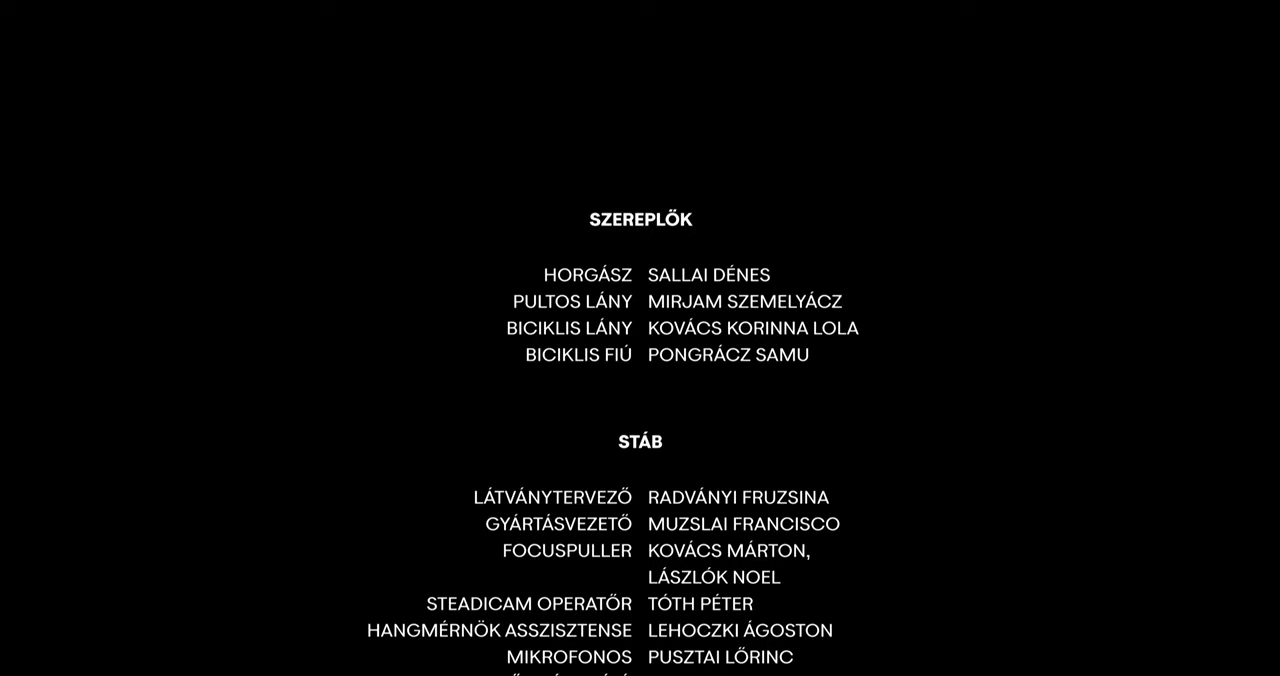 SZEREPLŐK
HORGÁSZ SALLAI DÉNES
PULTOS LÁNY MIRJAM SZEMELYÁCZ
BICIKLIS LÁNY KOVÁCS KORINNA LOLA
BICIKLIS FIÚ PONGRÁCZ SAMU
STÁB
LÁTVÁNYTERVEZŐ RADVÁNYI FRUZSINA
GYÁRTÁSVEZETŐ MUZSLAI FRANCISCO
FOCUSPULLER KOVÁCS MÁRTON,
LÁSZLÓK NOEL
STEADICAM OPERATŐR TÓTH PÉTER
HANGMÉRNÖK ASSZISZTENSE LEHOCZKI ÁGOSTON
MIKROFONOS PUSZTAI LŐRINC